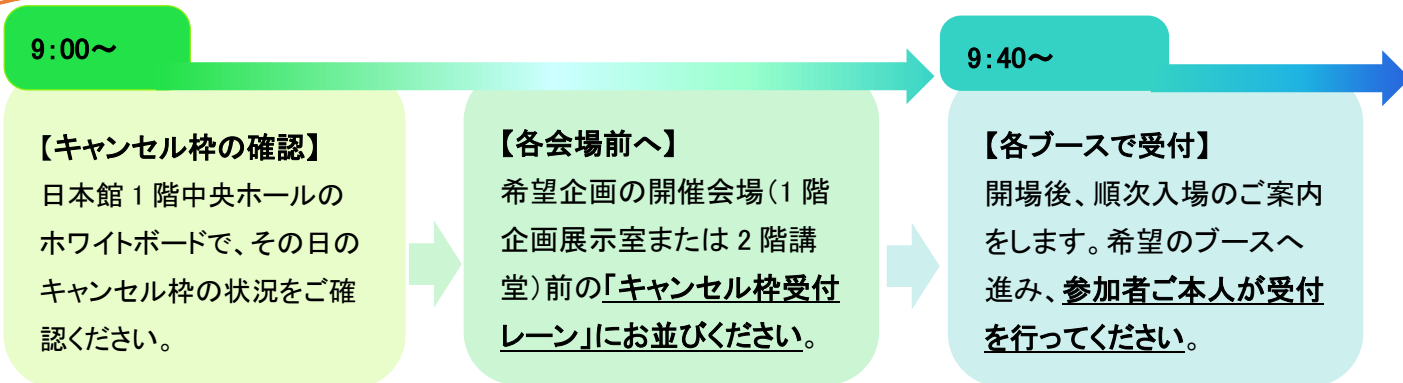 9:00~
【キャンセル枠の確認】
日本館 1 階中央ホールの
ホワイトボードで、その日の
キャンセル枠の状況をご確
認ください。
【各会場前へ】
希望企画の開催会場(1 階
企画展示室または 2 階講
堂)前の「キャンセル枠受付
レーン」にお並びください。
9:40~
【各ブースで受付】
開場後、順次入場のご案内
をします。希望のブースへ
進み、参加者ご本人が受付
を行ってください。